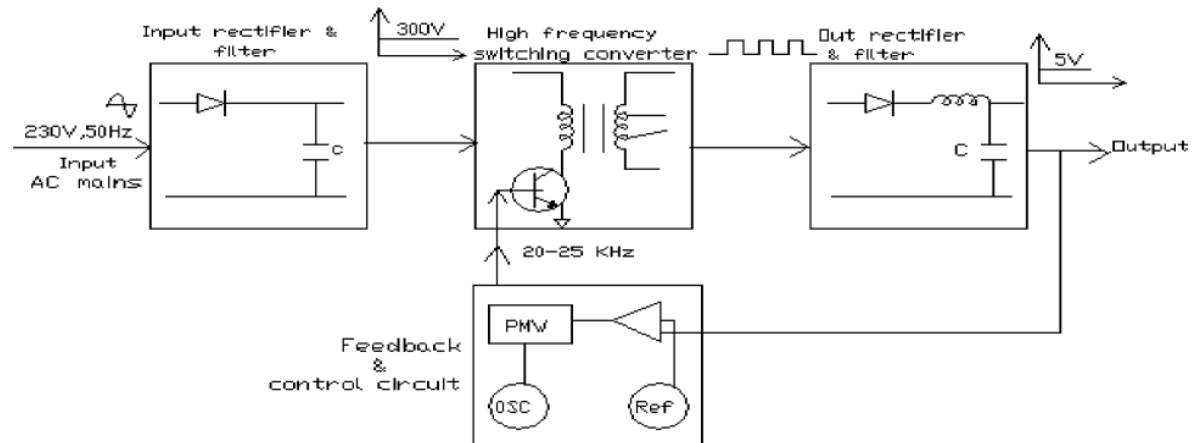 Input rectifier &
filter
300V
High frequency
switching converter
Out rectifier
& filter
5V
230V,50Hz
Input
AC mains
C
C
Output
20-25 KHz
PMW
Feedback
&
control circuit
OSC
Ref